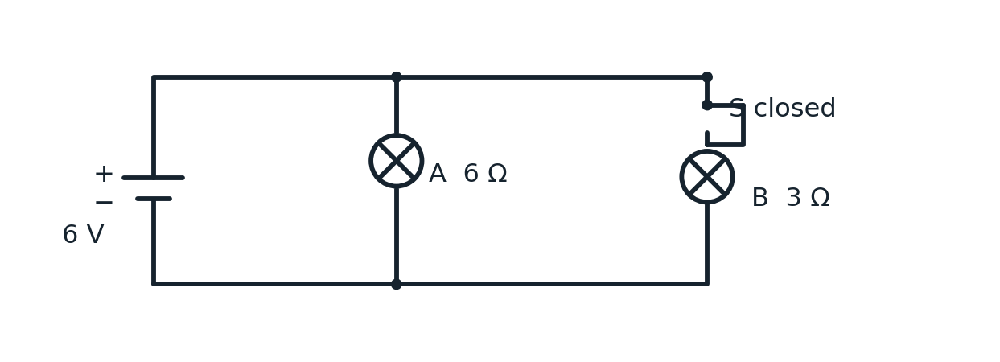 S closed
+
A  6 Ω
−
B  3 Ω
6 V